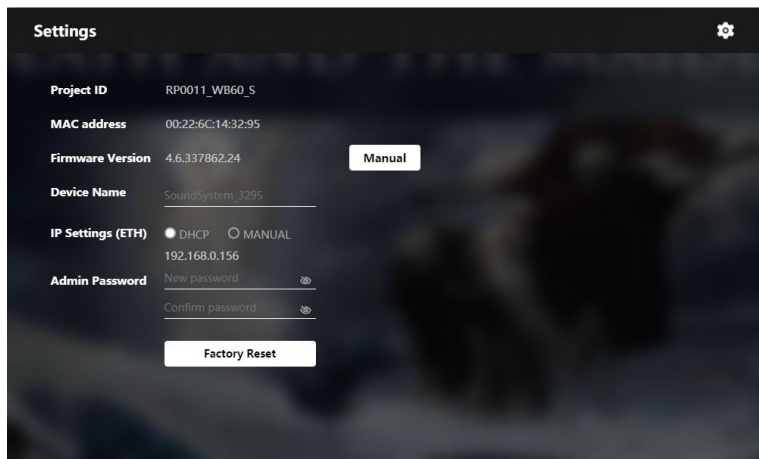 Settings
Project ID RP0011_WB60_S
MAC address 00:22:6C:14:32:95
Firmware Version 4.6.337862.24 Manual
Device Name SoundSystem_3295
IP Settings (ETH) DHCP MANUAL
192.168.0.156
Admin Password New password
Confirm password
Factory Reset